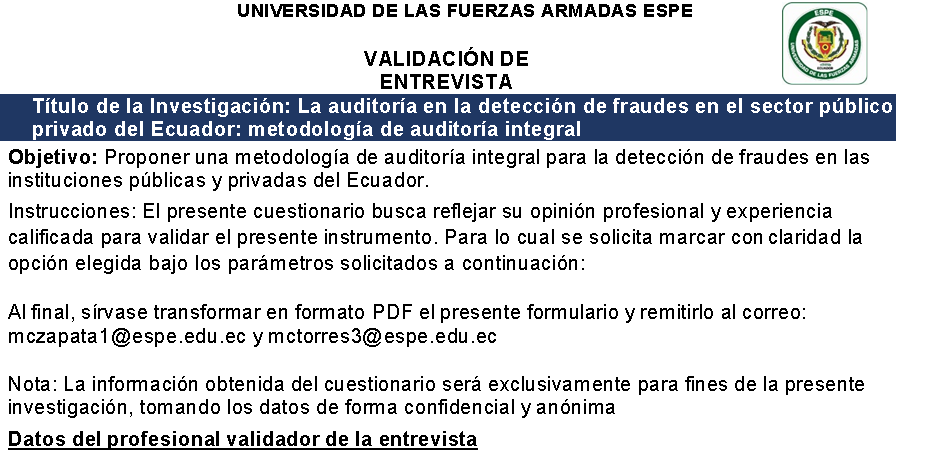 UNIVERSIDAD DE LAS FUERZAS ARMADAS ESPE
ESPE
ECUADOR
UNIVERSIDAD DE LAS FUERZAS ARMADAS
VALIDACIÓN DE
ENTREVISTA
Título de la Investigación: La auditoría en la detección de fraudes en el sector público
privado del Ecuador: metodología de auditoría integral
Objetivo: Proponer una metodología de auditoría integral para la detección de fraudes en las
instituciones públicas y privadas del Ecuador.
Instrucciones: El presente cuestionario busca reflejar su opinión profesional y experiencia
calificada para validar el presente instrumento. Para lo cual se solicita marcar con claridad la
opción elegida bajo los parámetros solicitados a continuación:
Al final, sírvase transformar en formato PDF el presente formulario y remitirlo al correo:
mczapata1@espe.edu.ec y mctorres3@espe.edu.ec
Nota: La información obtenida del cuestionario será exclusivamente para fines de la presente
investigación, tomando los datos de forma confidencial y anónima
Datos del profesional validador de la entrevista